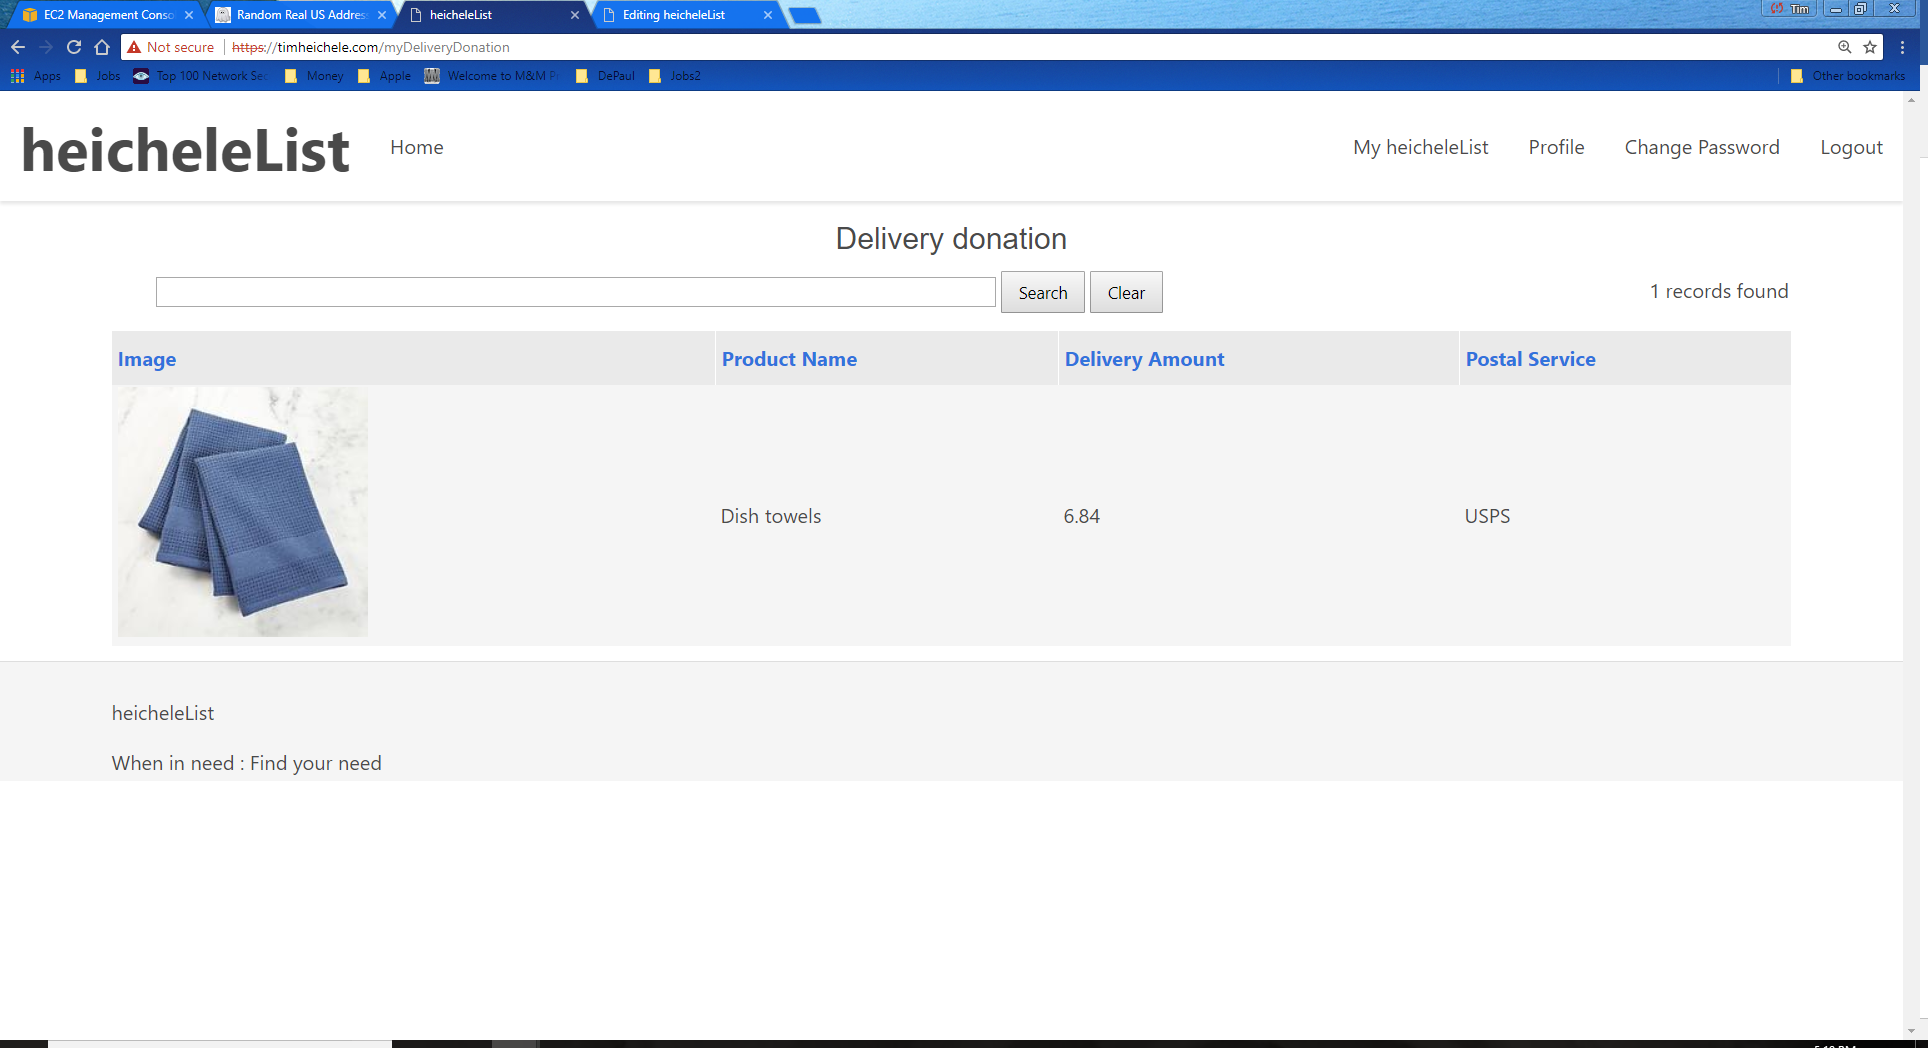 EC2 Management Conso
Random Real US Address
heicheleList
Editing heicheleList
Tim
Not secure
https://timheichele.com/myDeliveryDonation
Apps
Jobs
Top 100 Network Sec
Money
Apple
Welcome to M&M P
DePaul
Jobs2
Other bookmarks
heicheleList
Home
My heicheleList
Profile
Change Password
Logout
Delivery donation
Search
Clear
1 records found
Image
Product Name
Delivery Amount
Postal Service
Dish towels
6.84
USPS
heicheleList
When in need : Find your need